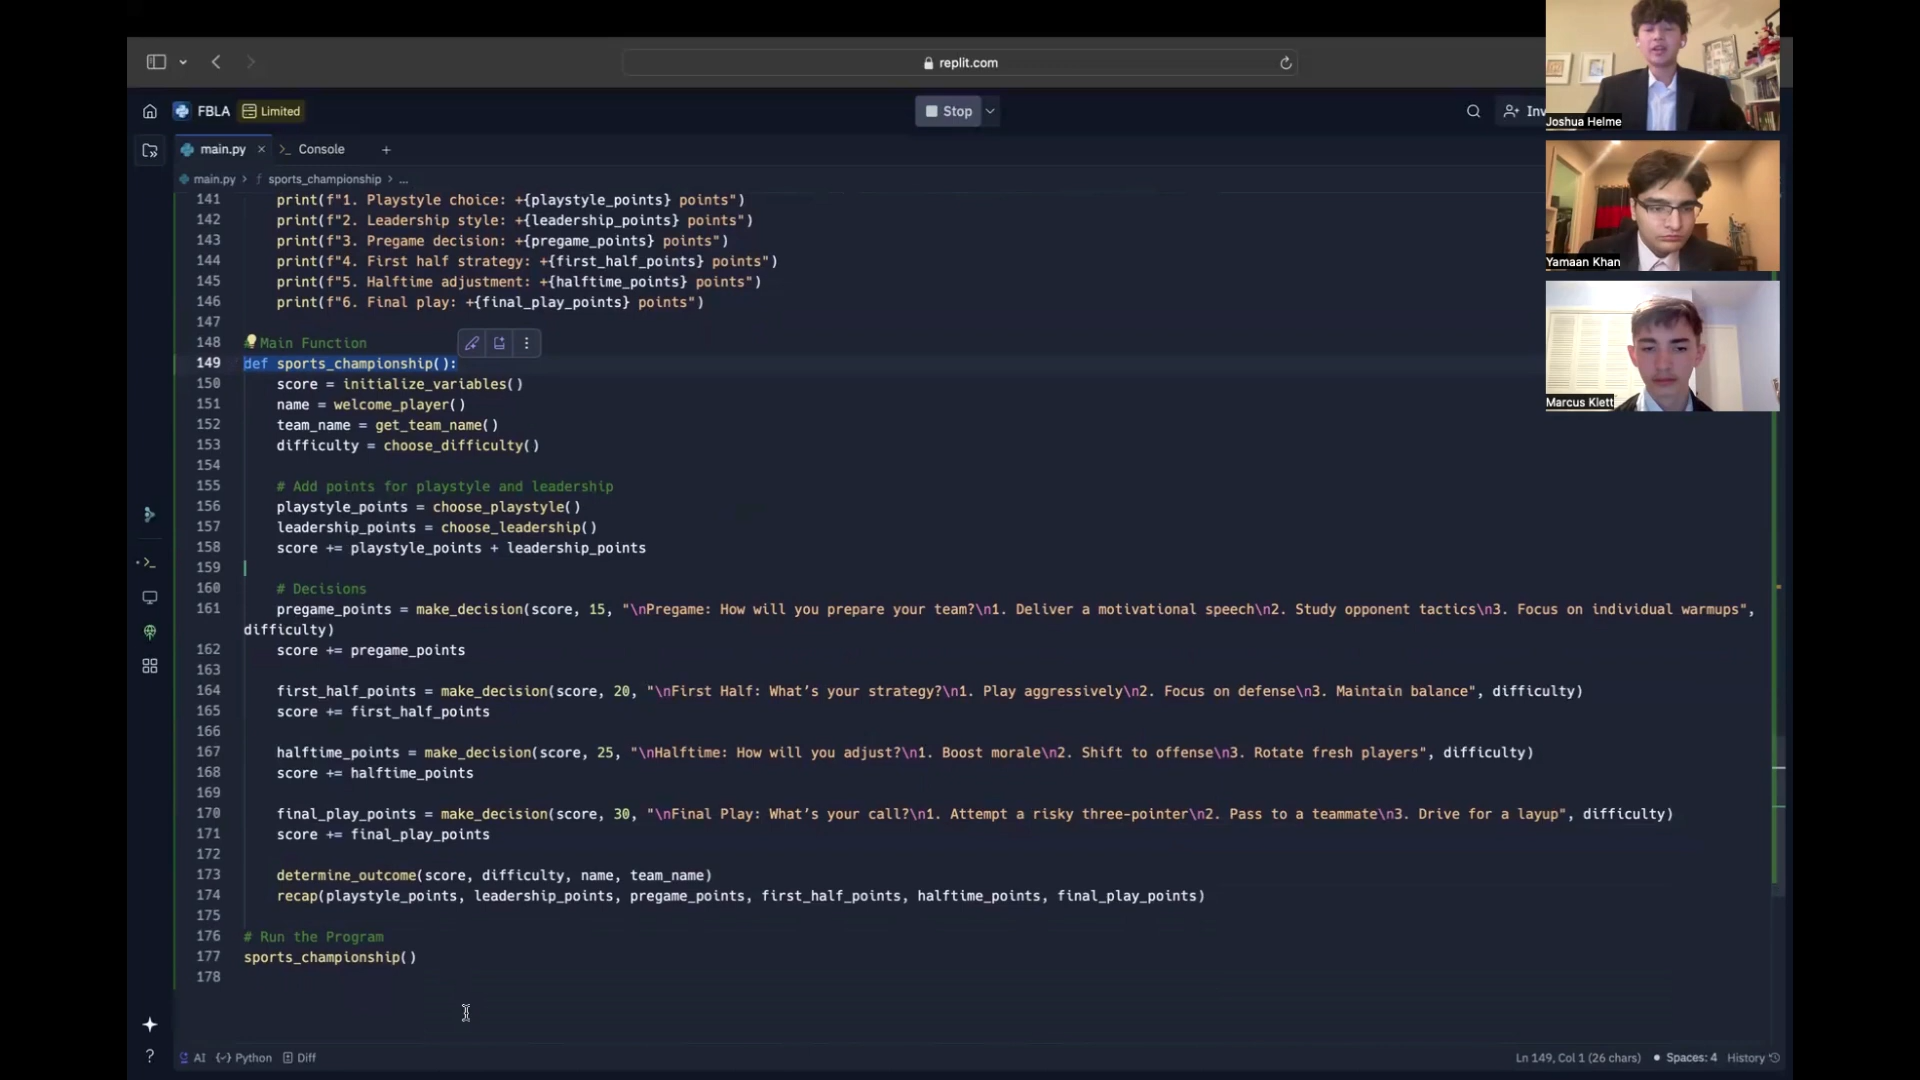 replit.com
FBLA Limited
Stop
Inv
main.py
Console
main.py > sports_championship > ...
141 print(f"1. Playstyle choice: +{playstyle_points} points")
142 print(f"2. Leadership style: +{leadership_points} points")
143 print(f"3. Pregame decision: +{pregame_points} points")
144 print(f"4. First half strategy: +{first_half_points} points")
145 print(f"5. Halftime adjustment: +{halftime_points} points")
146 print(f"6. Final play: +{final_play_points} points")
147
148 # Main Function
149 def sports_championship():
150 score = initialize_variables()
151 name = welcome_player()
152 team_name = get_team_name()
153 difficulty = choose_difficulty()
154
155 # Add points for playstyle and leadership
156 playstyle_points = choose_playstyle()
157 leadership_points = choose_leadership()
158 score += playstyle_points + leadership_points
159
160 # Decisions
161 pregame_points = make_decision(score, 15, "\nPregame: How will you prepare your team?\n1. Deliver a motivational speech\n2. Study opponent tactics\n3. Focus on individual warmups",
difficulty)
162 score += pregame_points
163
164 first_half_points = make_decision(score, 20, "\nFirst Half: What's your strategy?\n1. Play aggressively\n2. Focus on defense\n3. Maintain balance", difficulty)
165 score += first_half_points
166
167 halftime_points = make_decision(score, 25, "\nHalftime: How will you adjust?\n1. Boost morale\n2. Shift to offense\n3. Rotate fresh players", difficulty)
168 score += halftime_points
169
170 final_play_points = make_decision(score, 30, "\nFinal Play: What's your call?\n1. Attempt a risky three-pointer\n2. Pass to a teammate\n3. Drive for a layup", difficulty)
171 score += final_play_points
172
173 determine_outcome(score, difficulty, name, team_name)
174 recap(playstyle_points, leadership_points, pregame_points, first_half_points, halftime_points, final_play_points)
175
176 # Run the Program
177 sports_championship()
178
AI Python Diff
Ln 149, Col 1 (26 chars) Spaces: 4 History
Joshua Helme
Yamaan Khan
Marcus Klett